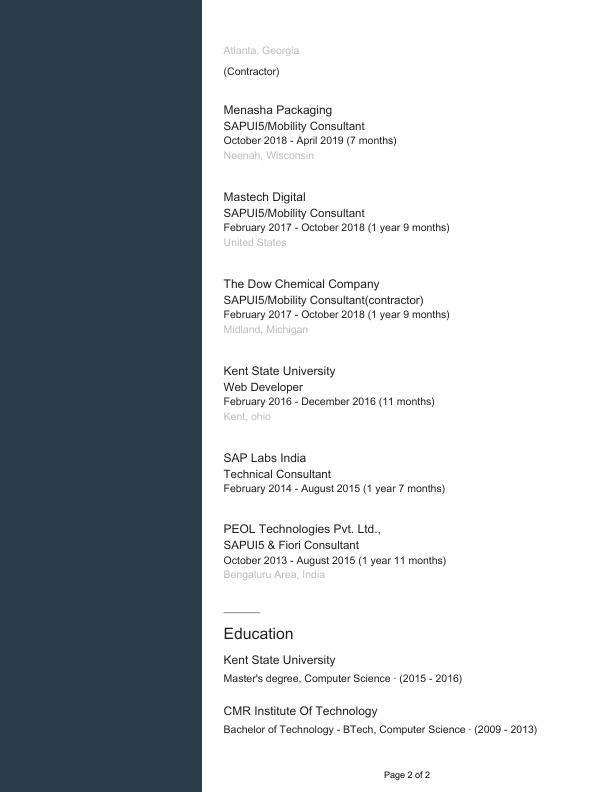 Atlanta, Georgia
(Contractor)
Menasha Packaging
SAPUI5/Mobility Consultant
October 2018 - April 2019 (7 months)
Neenah, Wisconsin
Mastech Digital
SAPUI5/Mobility Consultant
February 2017 - October 2018 (1 year 9 months)
United States
The Dow Chemical Company
SAPUI5/Mobility Consultant(contractor)
February 2017 - October 2018 (1 year 9 months)
Midland, Michigan
Kent State University
Web Developer
February 2016 - December 2016 (11 months)
Kent, ohio
SAP Labs India
Technical Consultant
February 2014 - August 2015 (1 year 7 months)
PEOL Technologies Pvt. Ltd.,
SAPUI5 & Fiori Consultant
October 2013 - August 2015 (1 year 11 months)
Bengaluru Area, India
Education
Kent State University
Master's degree, Computer Science · (2015 - 2016)
CMR Institute Of Technology
Bachelor of Technology - BTech, Computer Science · (2009 - 2013)
Page 2 of 2